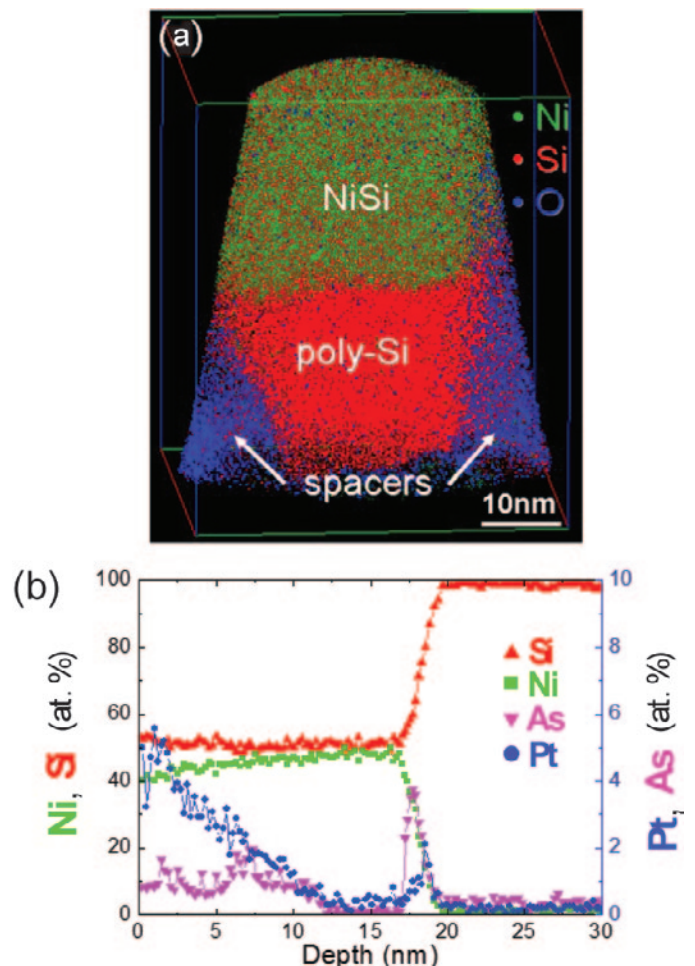 (a)
Ni
Si
O
NiSi
poly-Si
spacers
10nm
(b)
100
80
60
40
20
0
Ni, Si (at. %)
10
8
6
4
2
0
Pt, As (at. %)
Si
Ni
As
Pt
0 5 10 15 20 25 30
Depth (nm)